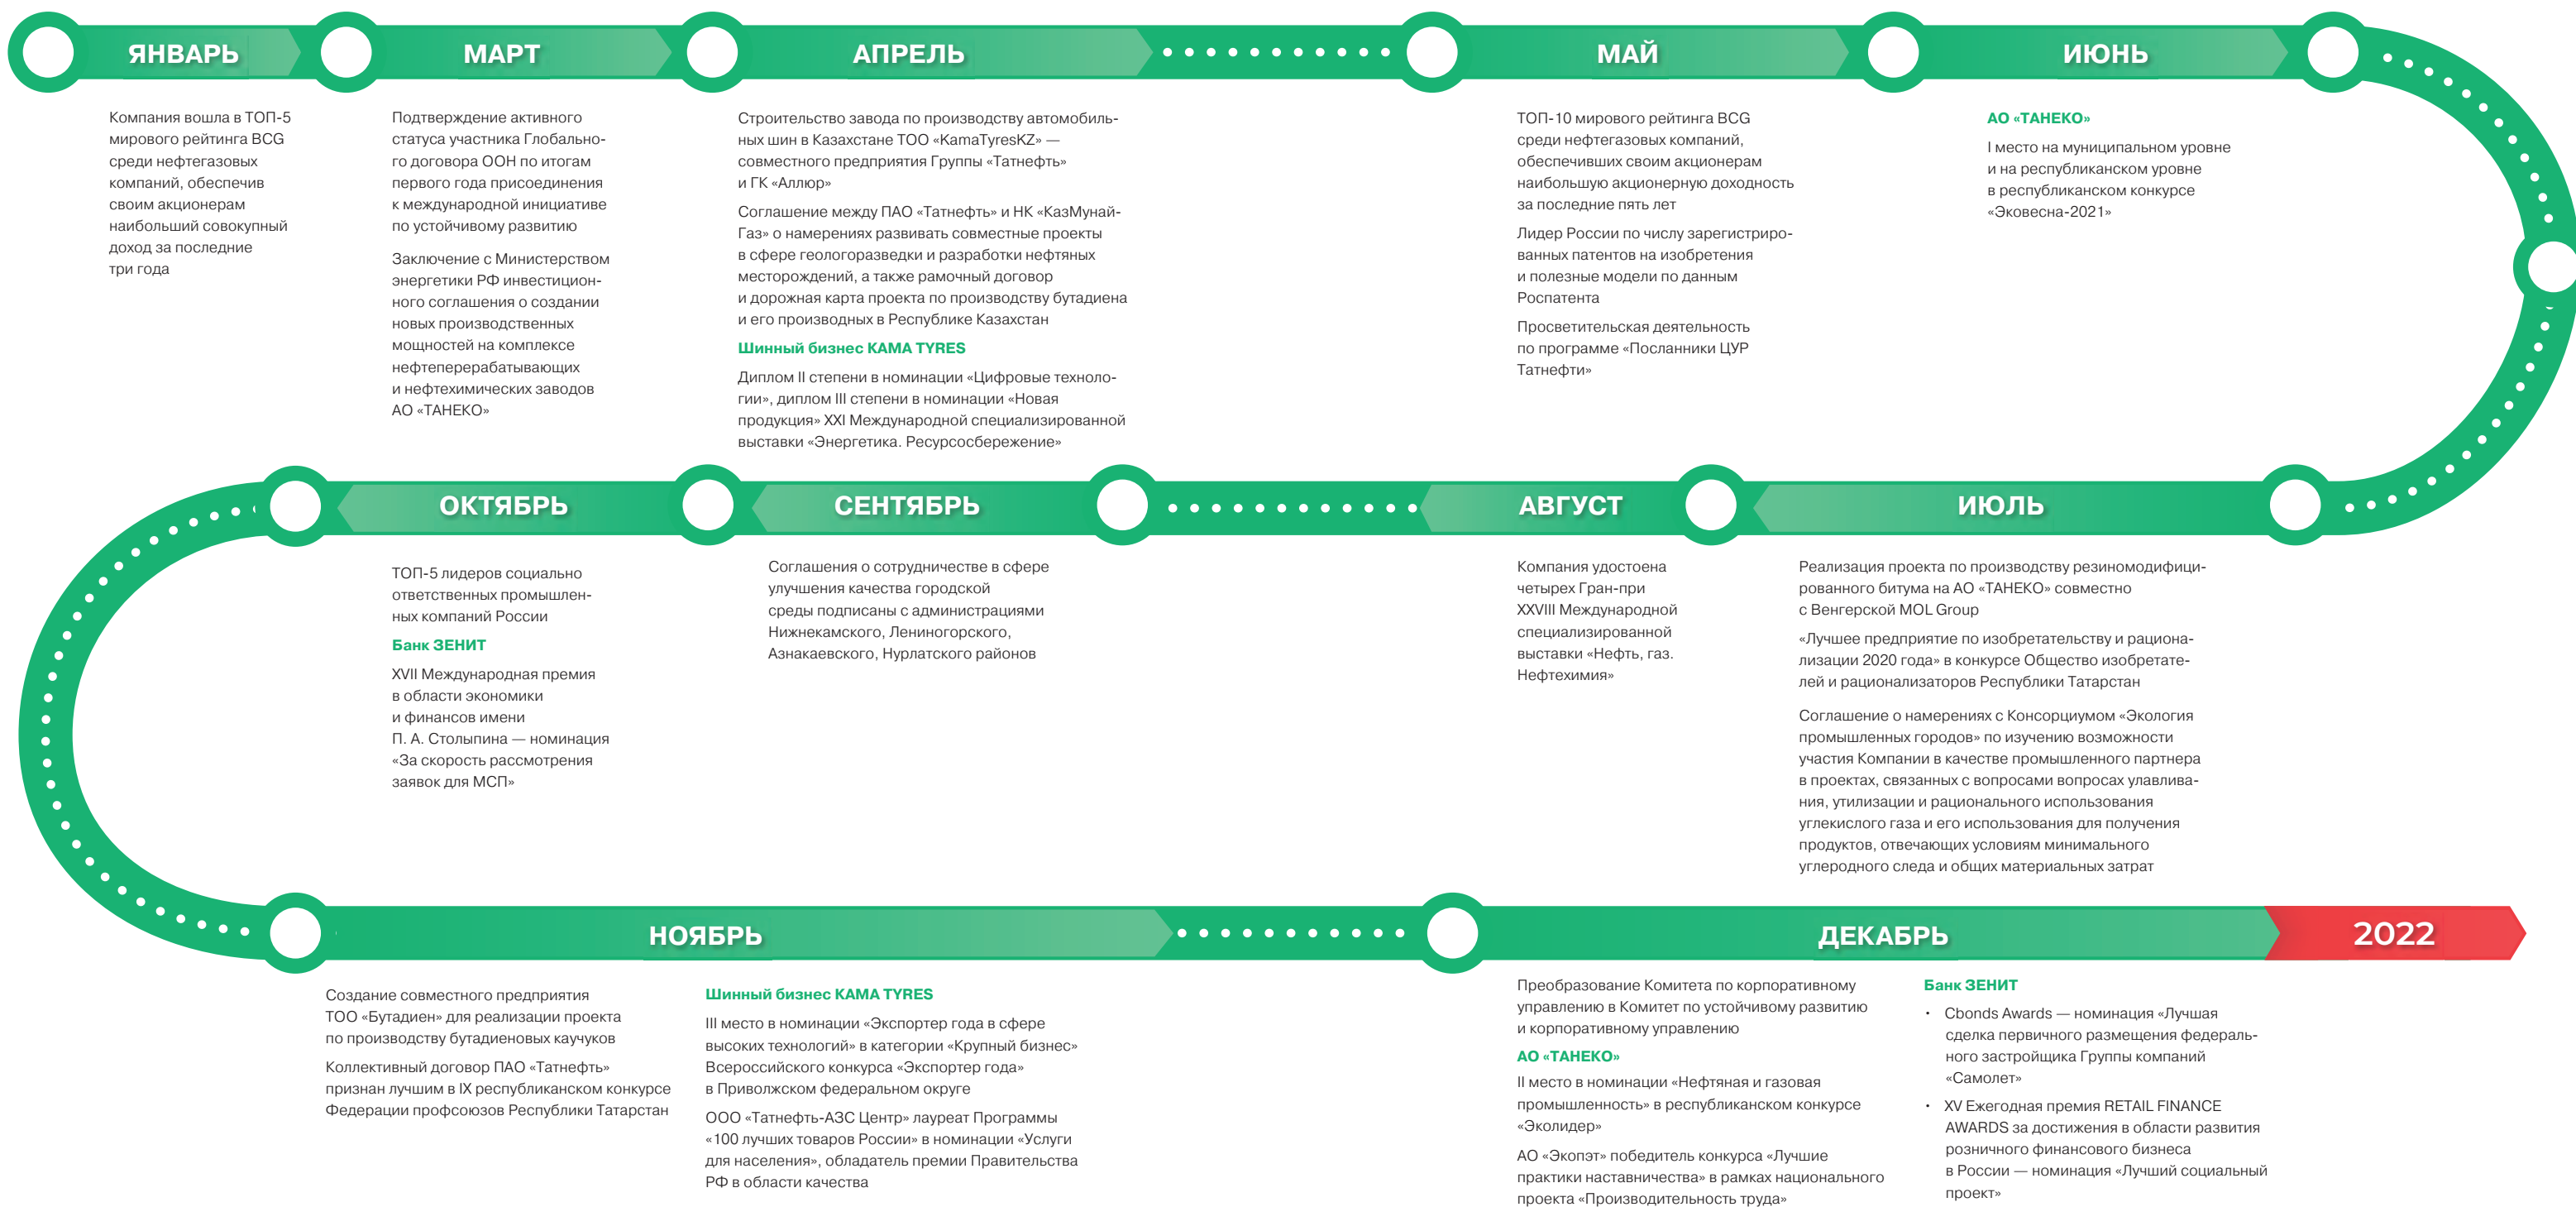 ЯНВАРЬ
Компания вошла в ТОП-5
мирового рейтинга BCG
среди нефтегазовых
компаний, обеспечив
своим акционерам
наибольший совокупный
доход за последние
три года
МАРТ
Подтверждение активного
статуса участника Глобально-
го договора ООН по итогам
первого года присоединения
к международной инициативе
по устойчивому развитию
Заключение с Министерством
энергетики РФ инвестицион-
ного соглашения о создании
новых производственных
мощностей на комплексе
нефтеперерабатывающих
и нефтехимических заводов
АО «ТАНЕКО»
АПРЕЛЬ
Строительство завода по производству автомобиль-
ных шин в Казахстане ТОО «KamaTyresKZ» —
совместного предприятия Группы «Татнефть»
и ГК «Аллюр»
Соглашение между ПАО «Татнефть» и НК «КазМунай-
Газ» о намерениях развивать совместные проекты
в сфере геологоразведки и разработки нефтяных
месторождений, а также рамочный договор
и дорожная карта проекта по производству бутадиена
и его производных в Республике Казахстан
Шинный бизнес KAMA TYRES
Диплом II степени в номинации «Цифровые техноло-
гии», диплом III степени в номинации «Новая
продукция» XXI Международной специализированной
выставки «Энергетика. Ресурсосбережение»
МАЙ
ТОП-10 мирового рейтинга BCG
среди нефтегазовых компаний,
обеспечивших своим акционерам
наибольшую акционерную доходность
за последние пять лет
Лидер России по числу зарегистриро-
ванных патентов на изобретения
и полезные модели по данным
Роспатента
Просветительская деятельность
по программе «Посланники ЦУР
Татнефти»
ИЮНЬ
АО «ТАНЕКО»
I место на муниципальном уровне
и на республиканском уровне
в республиканском конкурсе
«Эковесна-2021»
ИЮЛЬ
Реализация проекта по производству резиномодифици-
рованного битума на АО «ТАНЕКО» совместно
с Венгерской MOL Group
«Лучшее предприятие по изобретательству и рациона-
лизации 2020 года» в конкурсе Общество изобретате-
лей и рационализаторов Республики Татарстан
Соглашение о намерениях с Консорциумом «Экология
промышленных городов» по изучению возможности
участия Компании в качестве промышленного партнера
в проектах, связанных с вопросами вопросах улавлива-
ния, утилизации и рационального использования
углекислого газа и его использования для получения
продуктов, отвечающих условиям минимального
углеродного следа и общих материальных затрат
АВГУСТ
Компания удостоена
четырех Гран-при
XXVIII Международной
специализированной
выставки «Нефть, газ.
Нефтехимия»
СЕНТЯБРЬ
Соглашения о сотрудничестве в сфере
улучшения качества городской
среды подписаны с администрациями
Нижнекамского, Лениногорского,
Азнакаевского, Нурлатского районов
ОКТЯБРЬ
ТОП-5 лидеров социально
ответственных промышлен-
ных компаний России
Банк ЗЕНИТ
XVII Международная премия
в области экономики
и финансов имени
П. А. Столыпина — номинация
«За скорость рассмотрения
заявок для МСП»
НОЯБРЬ
Создание совместного предприятия
ТОО «Бутадиен» для реализации проекта
по производству бутадиеновых каучуков
Коллективный договор ПАО «Татнефть»
признан лучшим в IX республиканском конкурсе
Федерации профсоюзов Республики Татарстан
Шинный бизнес KAMA TYRES
III место в номинации «Экспортер года в сфере
высоких технологий» в категории «Крупный бизнес»
Всероссийского конкурса «Экспортер года»
в Приволжском федеральном округе
ООО «Татнефть-АЗС Центр» лауреат Программы
«100 лучших товаров России» в номинации «Услуги
для населения», обладатель премии Правительства
РФ в области качества
ДЕКАБРЬ
Преобразование Комитета по корпоративному
управлению в Комитет по устойчивому развитию
и корпоративному управлению
АО «ТАНЕКО»
II место в номинации «Нефтяная и газовая
промышленность» в республиканском конкурсе
«Эколидер»
АО «Экопэт» победитель конкурса «Лучшие
практики наставничества» в рамках национального
проекта «Производительность труда»
Банк ЗЕНИТ
• Cbonds Awards — номинация «Лучшая
сделка первичного размещения федераль-
ного застройщика Группы компаний
«Самолет»
• XV Ежегодная премия RETAIL FINANCE
AWARDS за достижения в области развития
розничного финансового бизнеса
в России — номинация «Лучший социальный
проект»
2022